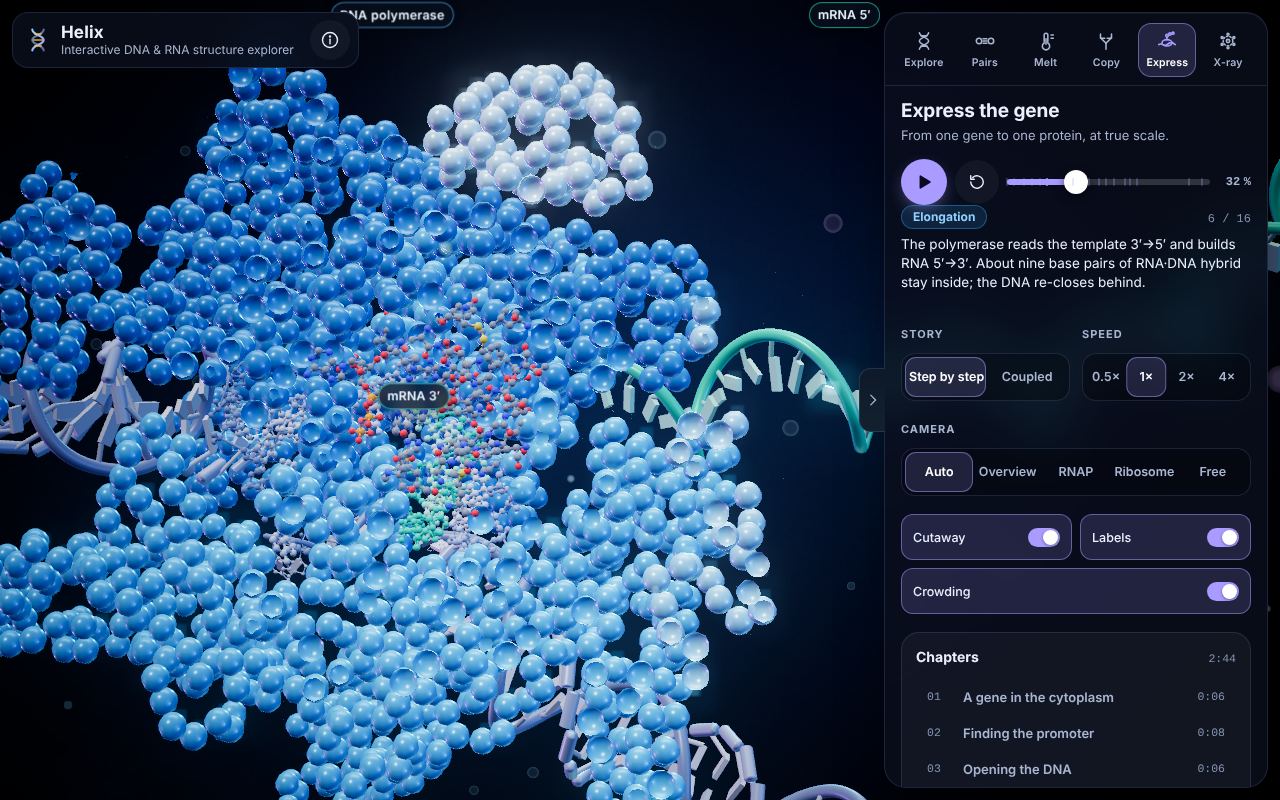 Helix
Interactive DNA & RNA structure explorer
NA polymerase
mRNA 5′
mRNA 3′
Explore
Pairs
Melt
Copy
Express
X-ray
Express the gene
From one gene to one protein, at true scale.
32 %
Elongation
6 / 16
The polymerase reads the template 3′→5′ and builds
RNA 5′→3′. About nine base pairs of RNA·DNA hybrid
stay inside; the DNA re-closes behind.
STORY
SPEED
Step by step
Coupled
0.5×
1×
2×
4×
CAMERA
Auto
Overview
RNAP
Ribosome
Free
Cutaway
Labels
Crowding
Chapters
2:44
01 A gene in the cytoplasm 0:06
02 Finding the promoter 0:08
03 Opening the DNA 0:06